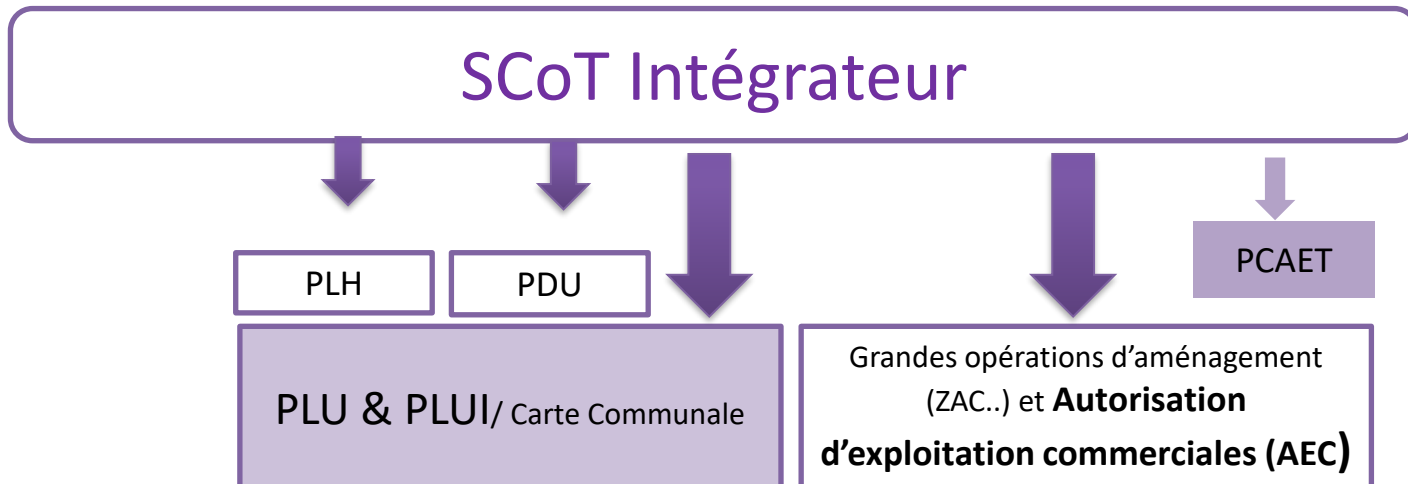 SCoT Intégrateur
PLH
PDU
PCAET
PLU & PLUI/ Carte Communale
Grandes opérations d’aménagement
(ZAC..) et Autorisation
d’exploitation commerciales (AEC)